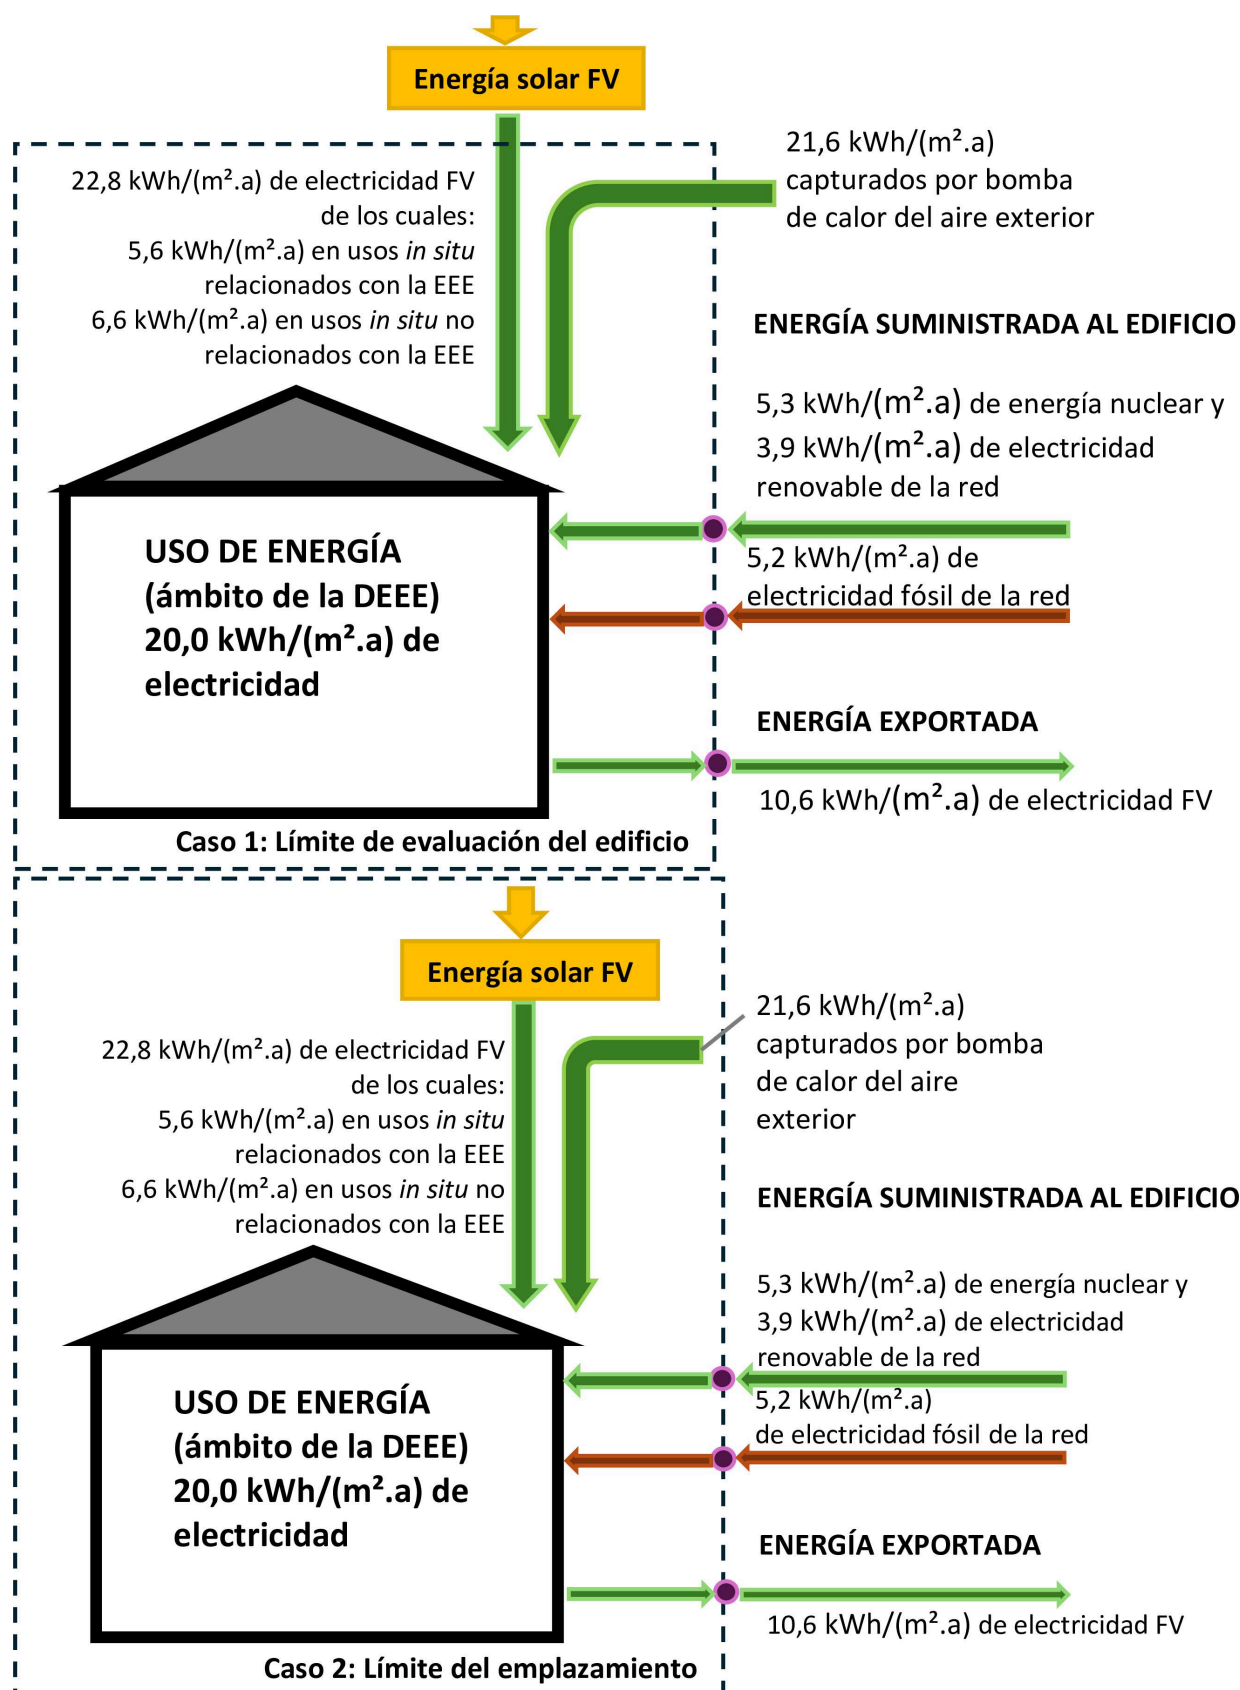 Energía solar FV
21,6 kWh/(m².a)
capturados por bomba
de calor del aire exterior
22,8 kWh/(m².a) de electricidad FV
de los cuales:
5,6 kWh/(m².a) en usos in situ
relacionados con la EEE
6,6 kWh/(m².a) en usos in situ no
relacionados con la EEE
ENERGÍA SUMINISTRADA AL EDIFICIO
5,3 kWh/(m².a) de energía nuclear y
3,9 kWh/(m².a) de electricidad
renovable de la red
5,2 kWh/(m².a) de
electricidad fósil de la red
USO DE ENERGÍA
(ámbito de la DEEE)
20,0 kWh/(m².a) de
electricidad
ENERGÍA EXPORTADA
10,6 kWh/(m².a) de electricidad FV
Caso 1: Límite de evaluación del edificio
Energía solar FV
21,6 kWh/(m².a)
capturados por bomba
de calor del aire
exterior
22,8 kWh/(m².a) de electricidad FV
de los cuales:
5,6 kWh/(m².a) en usos in situ
relacionados con la EEE
6,6 kWh/(m².a) en usos in situ no
relacionados con la EEE
ENERGÍA SUMINISTRADA AL EDIFICIO
5,3 kWh/(m².a) de energía nuclear y
3,9 kWh/(m².a) de electricidad
renovable de la red
5,2 kWh/(m².a)
de electricidad fósil de la red
USO DE ENERGÍA
(ámbito de la DEEE)
20,0 kWh/(m².a) de
electricidad
ENERGÍA EXPORTADA
10,6 kWh/(m².a) de electricidad FV
Caso 2: Límite del emplazamiento